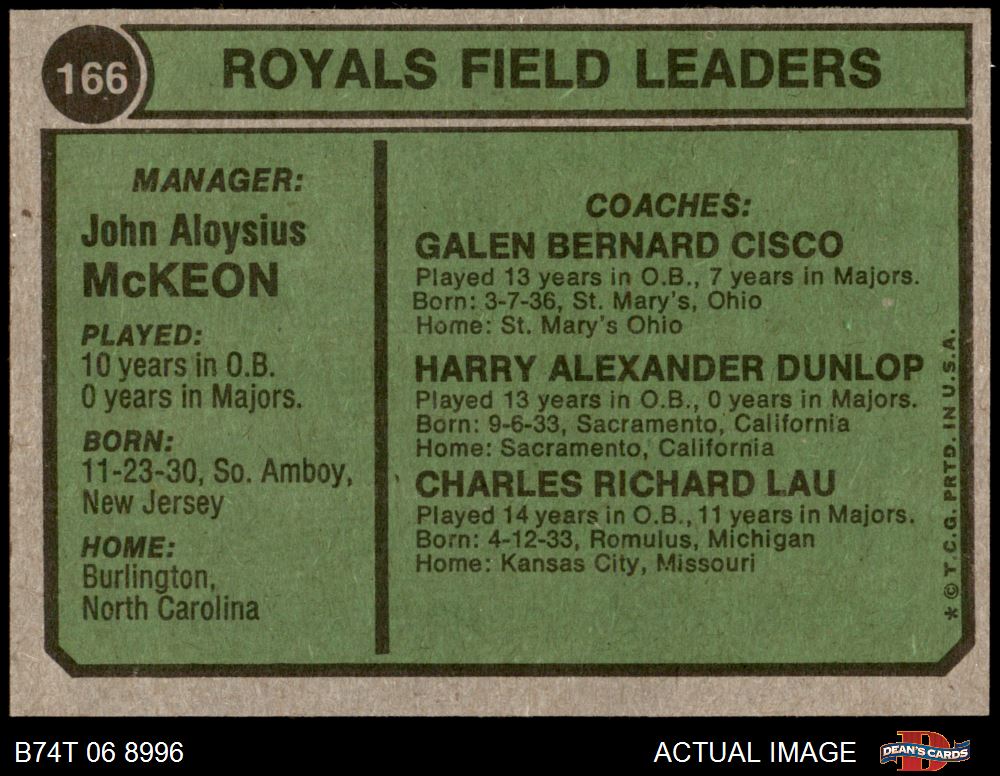 166
ROYALS FIELD LEADERS
MANAGER:
John Aloysius
McKEON
PLAYED:
10 years in O.B.
0 years in Majors.
BORN:
11-23-30, So. Amboy,
New Jersey
HOME:
Burlington,
North Carolina
COACHES:
GALEN BERNARD CISCO
Played 13 years in O.B., 7 years in Majors.
Born: 3-7-36, St. Mary's, Ohio
Home: St. Mary's Ohio
HARRY ALEXANDER DUNLOP
Played 13 years in O.B., 0 years in Majors.
Born: 9-6-33, Sacramento, California
Home: Sacramento, California
CHARLES RICHARD LAU
Played 14 years in O.B., 11 years in Majors.
Born: 4-12-33, Romulus, Michigan
Home: Kansas City, Missouri
* © T.C.G. PRTD. IN U.S.A.
B74T 06 8996
ACTUAL IMAGE
D
DEAN'S CARDS